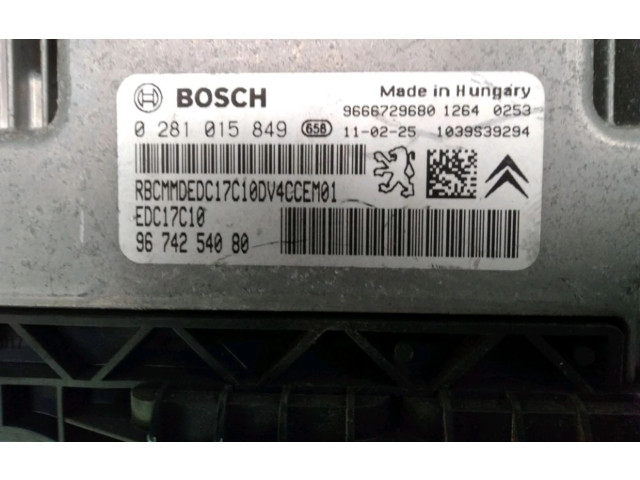 BOSCH
Made in Hungary
9666729680 1264 0253
0 281 015 849 658 11-02-25 1039S39294
RBCMMDEDC17C10DV4CCEM01
EDC17C10
96 742 540 80